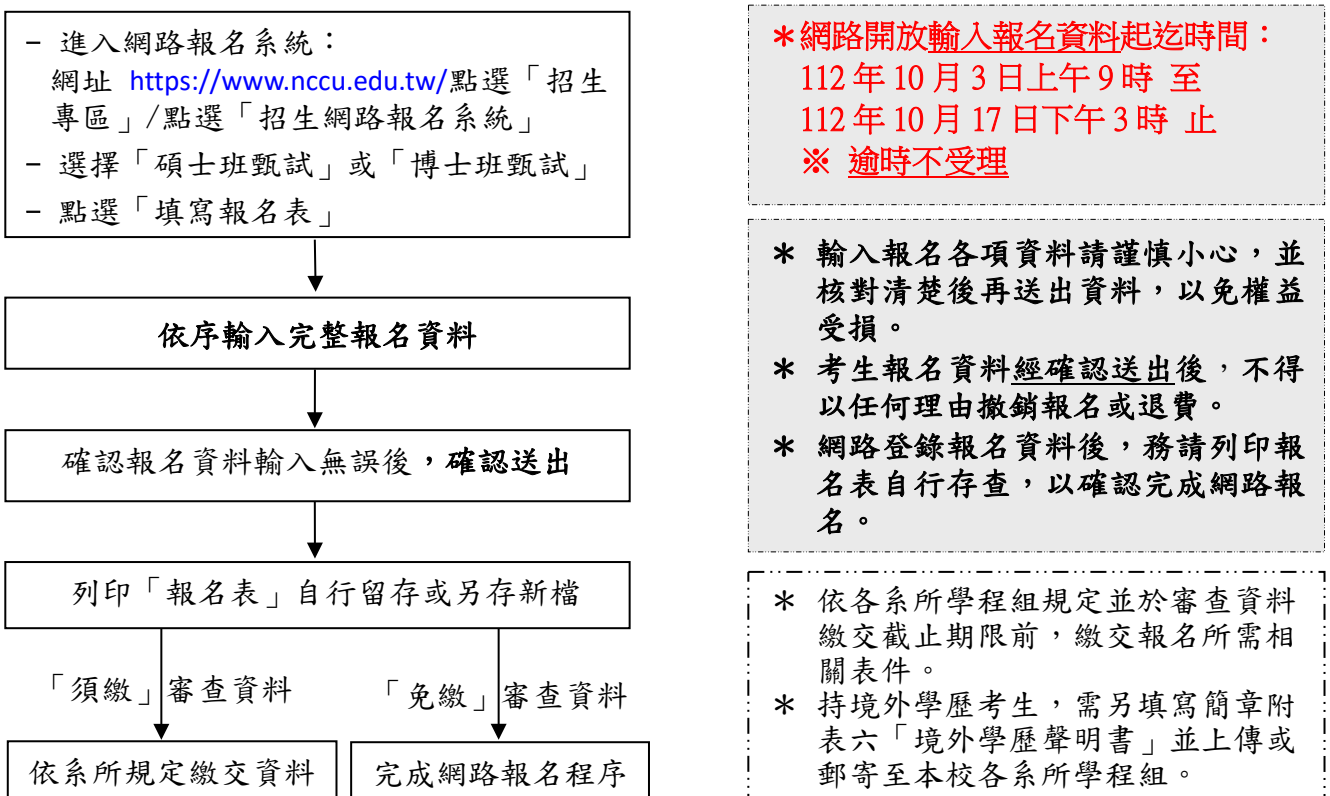 - 進入網路報名系統：
網址 https://www.nccu.edu.tw/點選「招生
專區」/點選「招生網路報名系統」
- 選擇「碩士班甄試」或「博士班甄試」
- 點選「填寫報名表」
依序輸入完整報名資料
確認報名資料輸入無誤後，確認送出
列印「報名表」自行留存或另存新檔
「須繳」審查資料
「免繳」審查資料
依系所規定繳交資料
完成網路報名程序
＊網路開放輸入報名資料起迄時間：
112 年 10 月 3 日上午 9 時 至
112 年 10 月 17 日下午 3 時 止
※ 逾時不受理
＊ 輸入報名各項資料請謹慎小心，並
核對清楚後再送出資料，以免權益
受損。
＊ 考生報名資料經確認送出後，不得
以任何理由撤銷報名或退費。
＊ 網路登錄報名資料後，務請列印報
名表自行存查，以確認完成網路報
名。
＊ 依各系所學程組規定並於審查資料
繳交截止期限前，繳交報名所需相
關表件。
＊ 持境外學歷考生，需另填寫簡章附
表六「境外學歷聲明書」並上傳或
郵寄至本校各系所學程組。